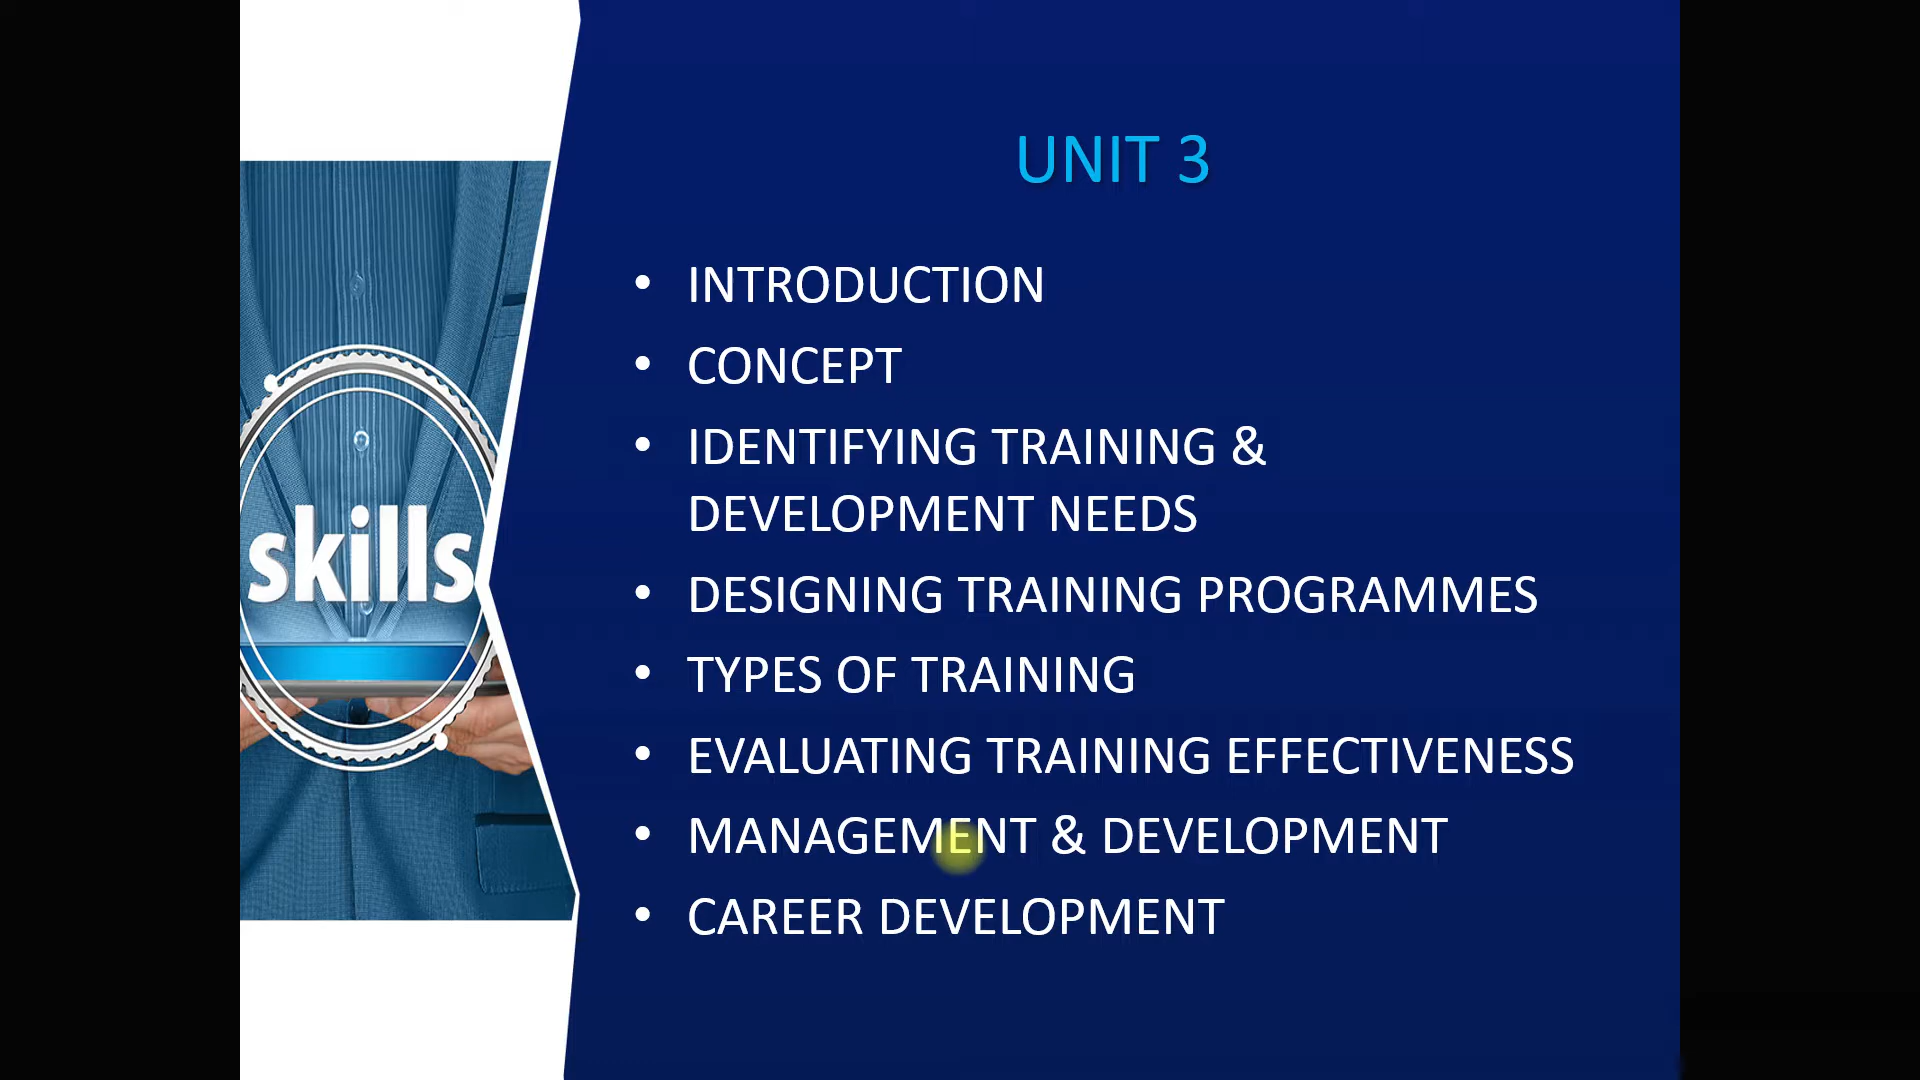 UNIT 3
• INTRODUCTION
• CONCEPT
• IDENTIFYING TRAINING &
DEVELOPMENT NEEDS
• DESIGNING TRAINING PROGRAMMES
• TYPES OF TRAINING
• EVALUATING TRAINING EFFECTIVENESS
• MANAGEMENT & DEVELOPMENT
• CAREER DEVELOPMENT
skills